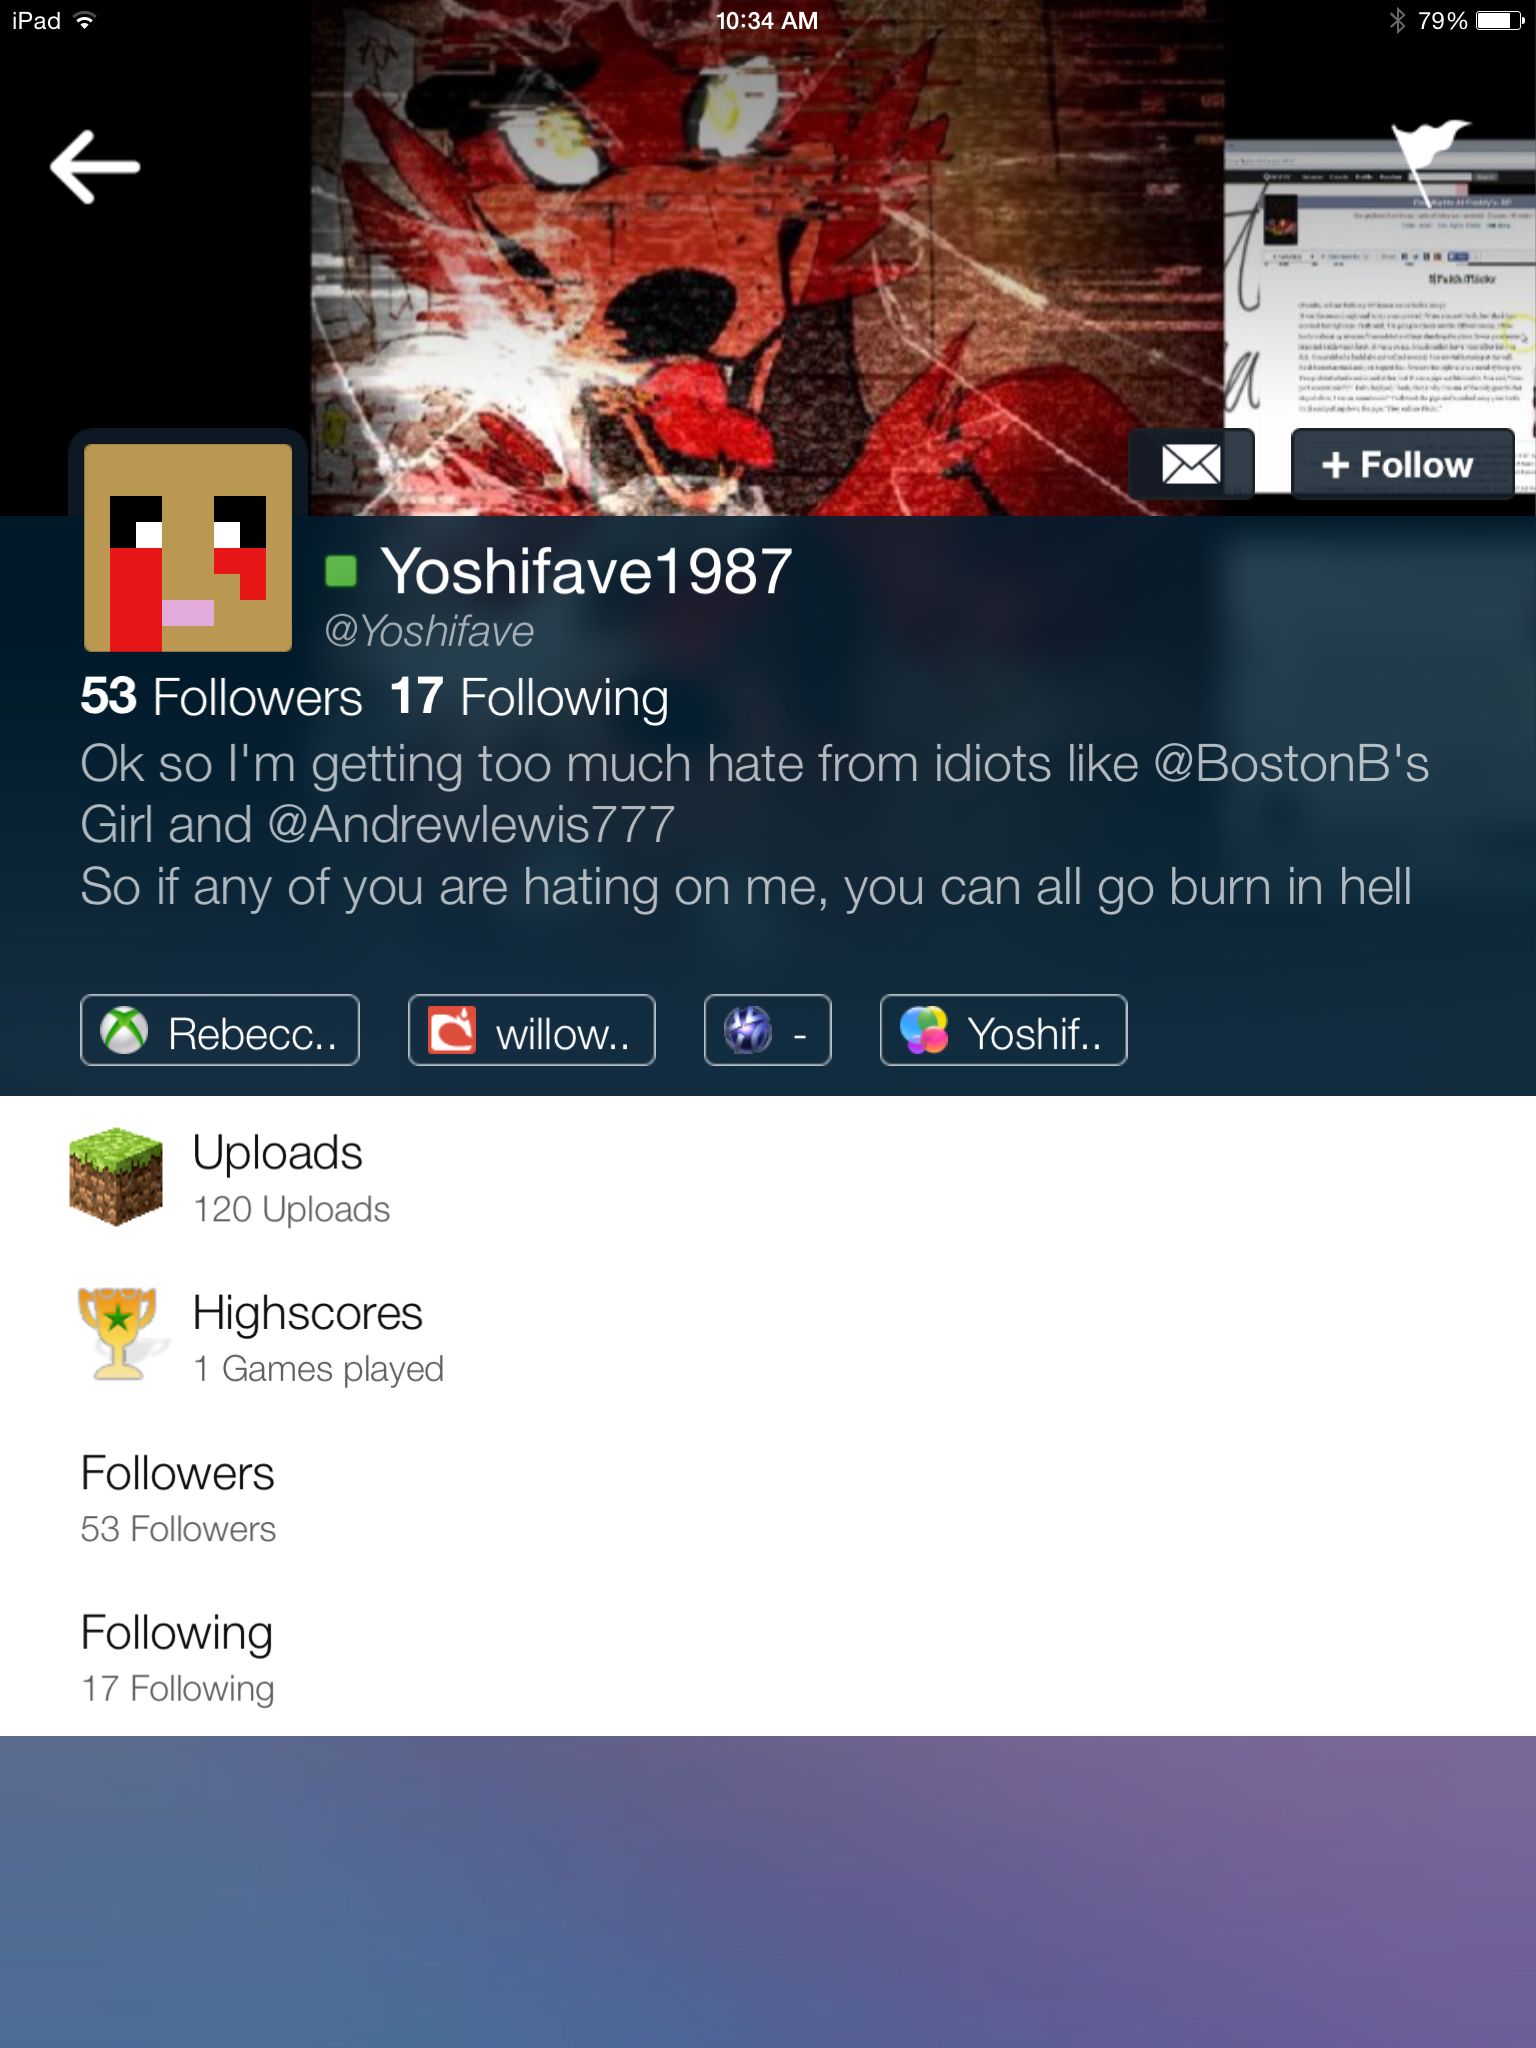 iPad 10:34 AM 79%
+ Follow
Yoshifave1987
@Yoshifave
53 Followers 17 Following
Ok so I'm getting too much hate from idiots like @BostonB's
Girl and @Andrewlewis777
So if any of you are hating on me, you can all go burn in hell
Rebecc.. willow.. - Yoshif..
Uploads
120 Uploads
Highscores
1 Games played
Followers
53 Followers
Following
17 Following